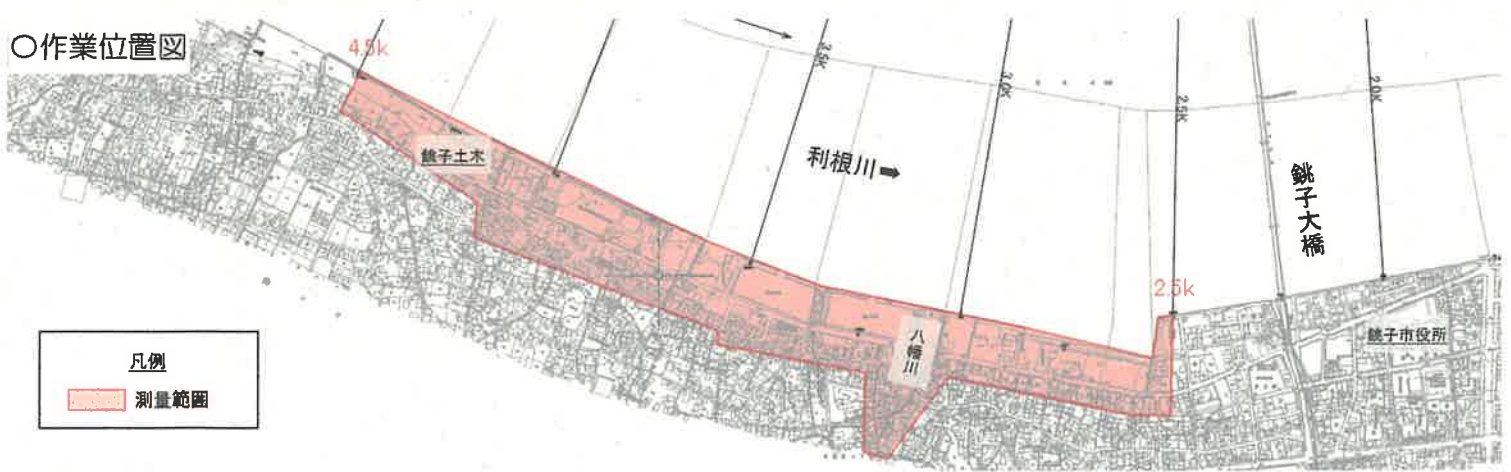 〇作業位置図
4.5k
3.5K
3.0K
2.5K
2.0K
銚子土木
利根川➡
銚子大橋
2.5k
八幡川
銚子市役所
凡例
測量範囲